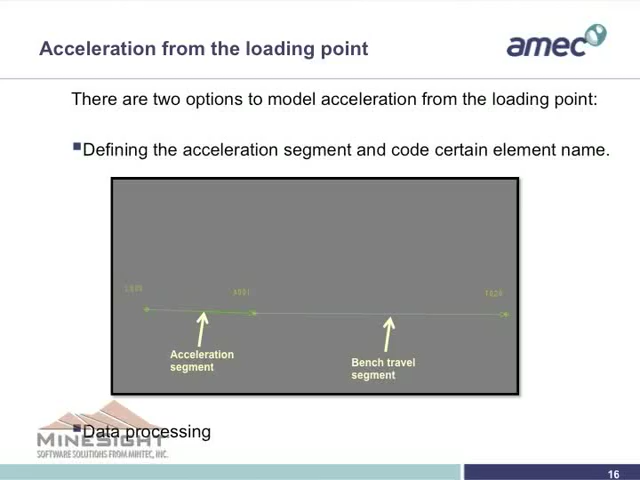 Acceleration from the loading point
amec
There are two options to model acceleration from the loading point:
Defining the acceleration segment and code certain element name.
Acceleration
segment
Bench travel
segment
Data processing
MINESIGHT
SOFTWARE SOLUTIONS FROM MINTEC, INC.
16